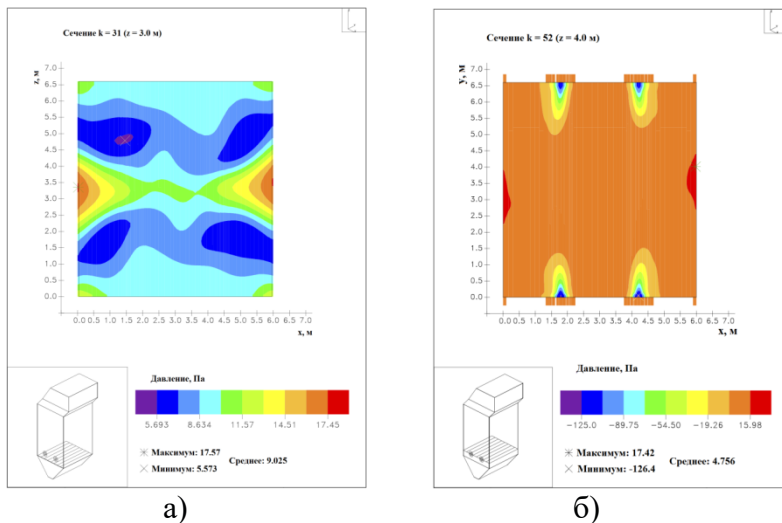 Сечение k = 31 (z = 3.0 м)
z, м
7.0
6.5
6.0
5.5
5.0
4.5
4.0
3.5
3.0
2.5
2.0
1.5
1.0
0.5
0.0
0.0 0.5 1.0 1.5 2.0 2.5 3.0 3.5 4.0 4.5 5.0 5.5 6.0 6.5 7.0
x, м
Давление, Па
5.693 8.634 11.57 14.51 17.45
Максимум: 17.57
Минимум: 5.573
Среднее: 9.025
а)
Сечение k = 52 (z = 4.0 м)
y, м
7.0
6.5
6.0
5.5
5.0
4.5
4.0
3.5
3.0
2.5
2.0
1.5
1.0
0.5
0.0
0.0 0.5 1.0 1.5 2.0 2.5 3.0 3.5 4.0 4.5 5.0 5.5 6.0 6.5 7.0
x, м
Давление, Па
-125.0 -89.75 -54.50 -19.26 15.98
Максимум: 17.42
Минимум: -126.4
Среднее: 4.756
б)